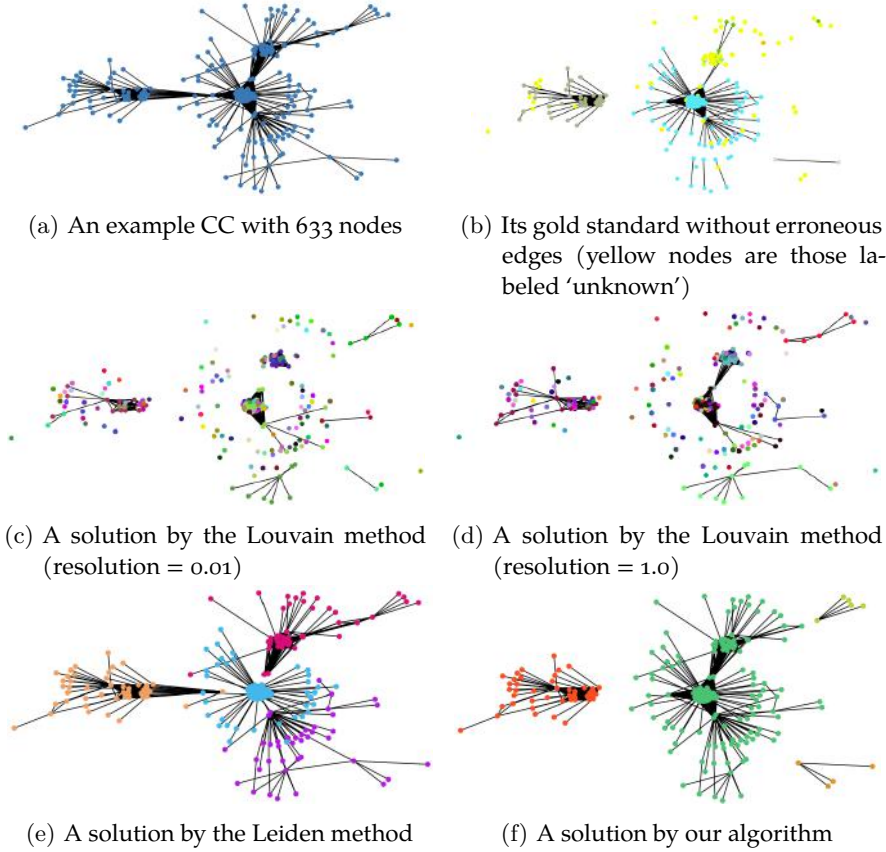 (a) An example CC with 633 nodes
(b) Its gold standard without erroneous
edges (yellow nodes are those la-
beled ‘unknown’)
(c) A solution by the Louvain method
(resolution = 0.01)
(d) A solution by the Louvain method
(resolution = 1.0)
(e) A solution by the Leiden method
(f) A solution by our algorithm